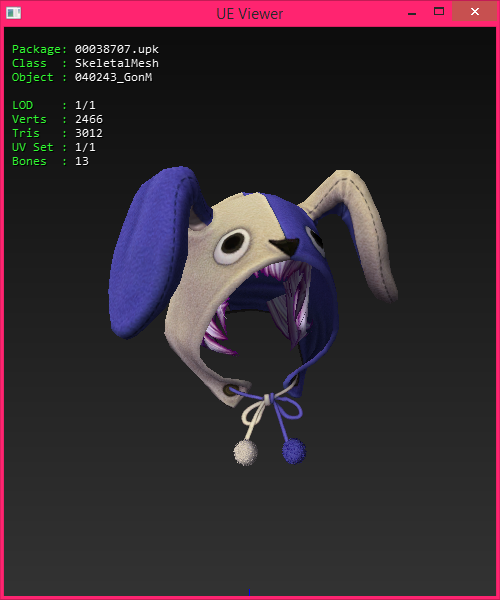 UE Viewer
Package: 00038707.upk
Class  : SkeletalMesh
Object : 040243_GonM
LOD    : 1/1
Verts  : 2466
Tris   : 3012
UV Set : 1/1
Bones  : 13